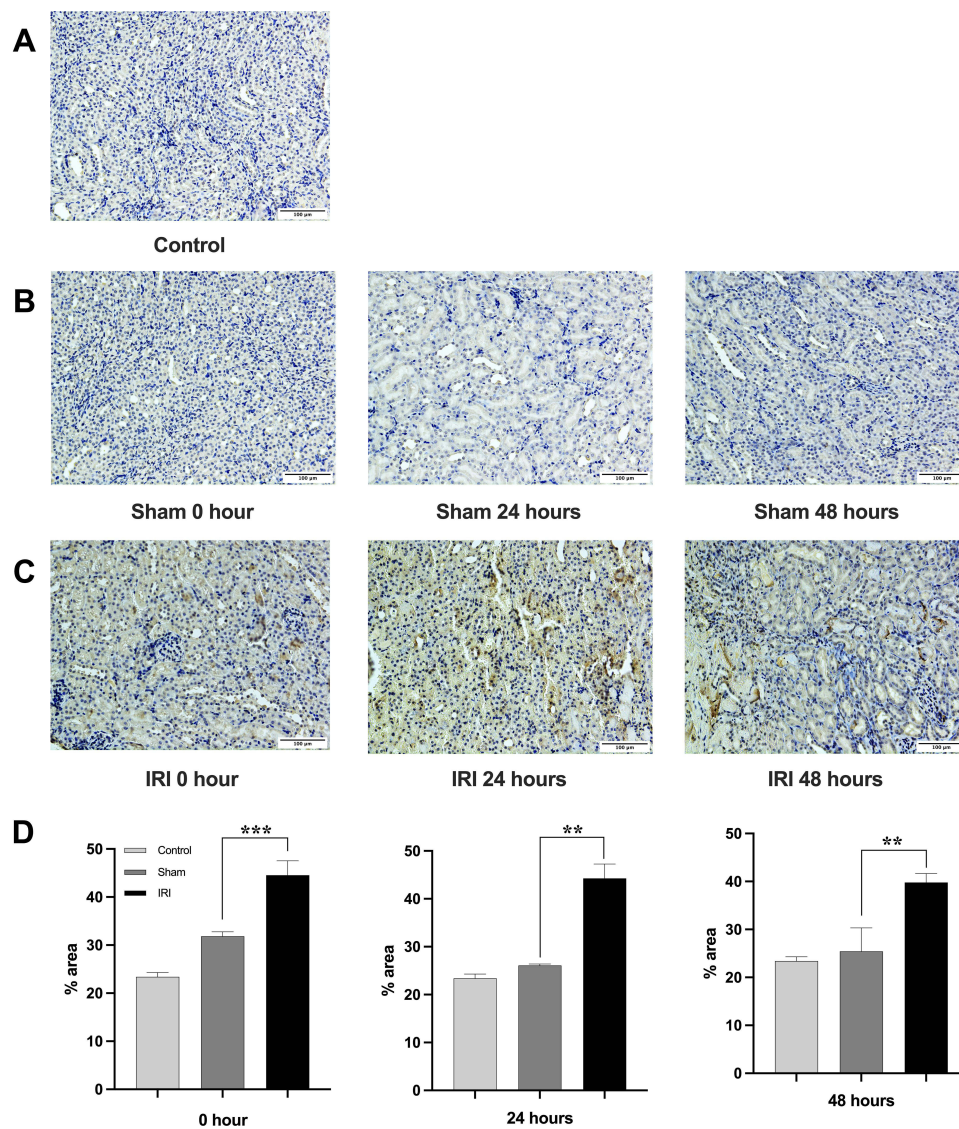 A
100 µm
Control
B
100 µm
100 µm
100 µm
Sham 0 hour
Sham 24 hours
Sham 48 hours
C
100 µm
100 µm
100 µm
IRI 0 hour
IRI 24 hours
IRI 48 hours
D
Control
Sham
IRI
***
% area
50
40
30
20
10
0
0 hour
**
% area
50
40
30
20
10
0
24 hours
**
% area
50
40
30
20
10
0
48 hours